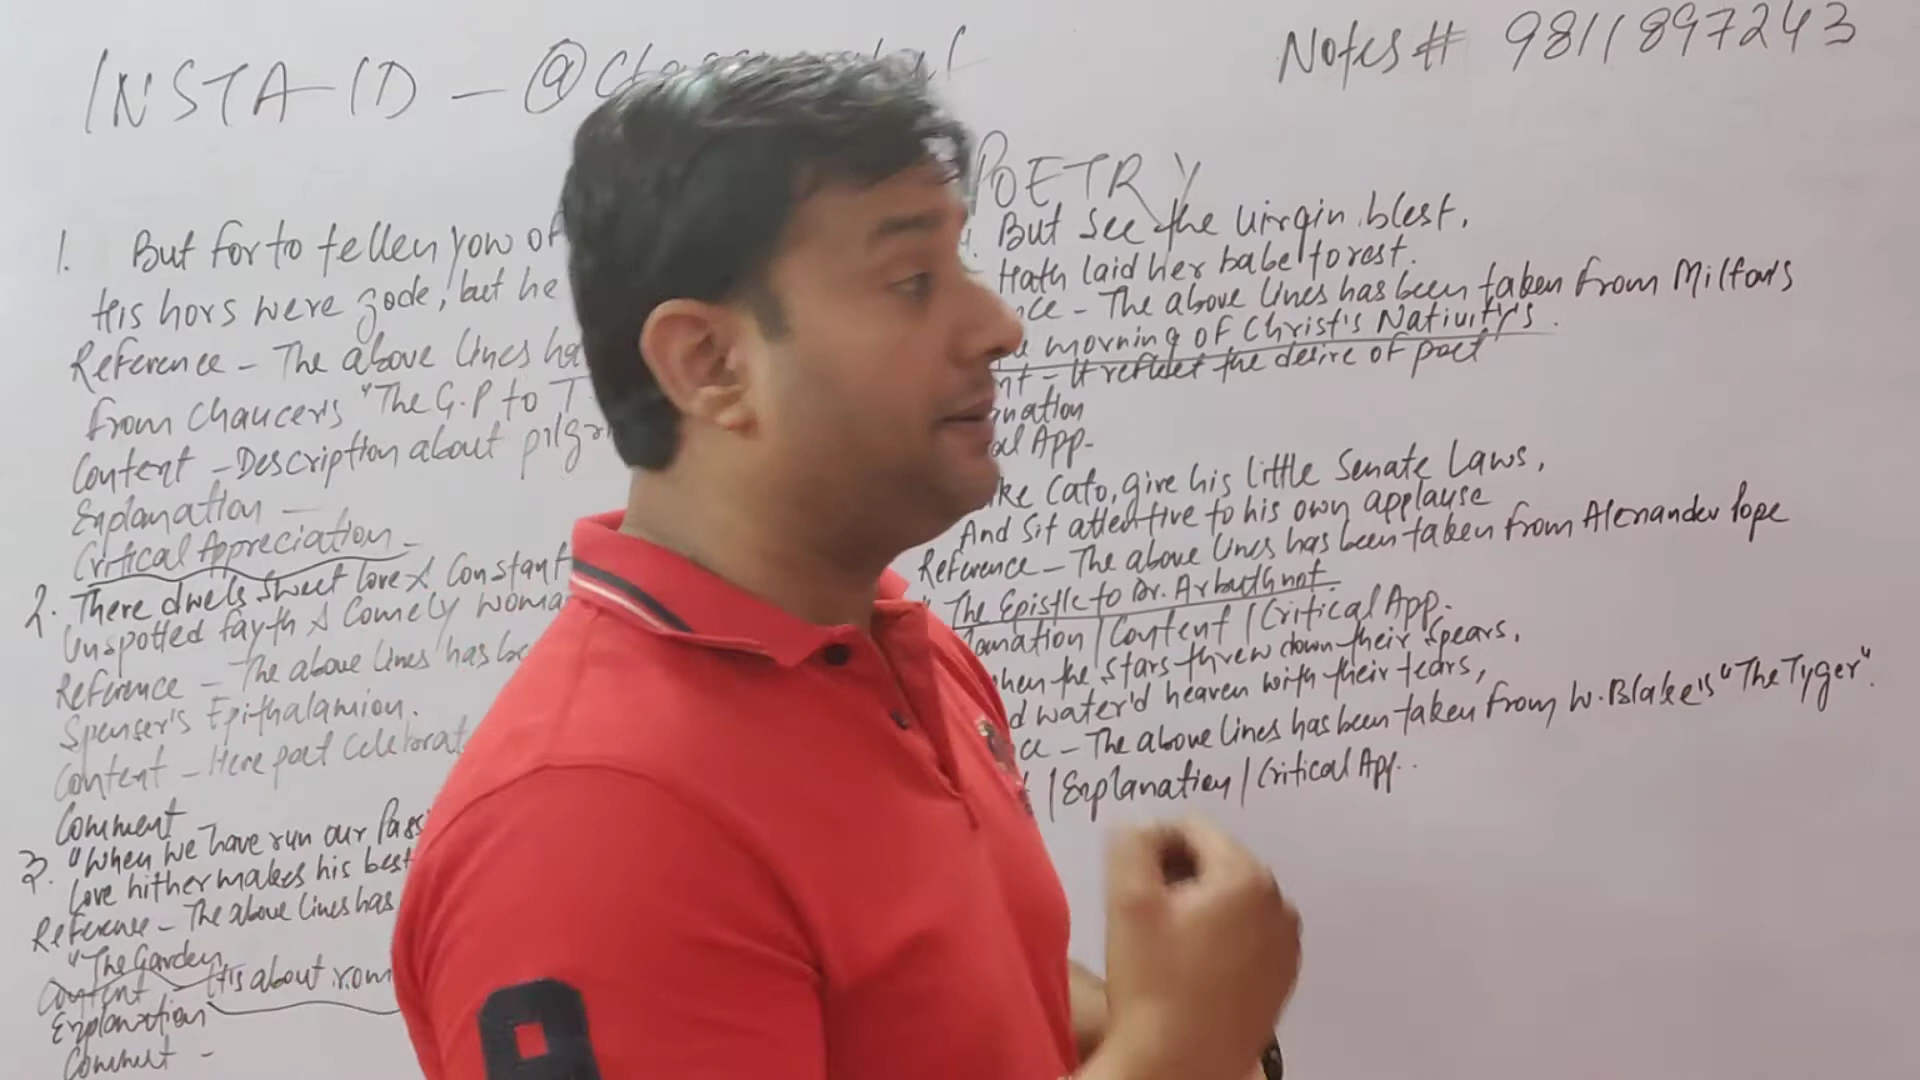 INSTA ID - @
Notes # 9811897243
POETRY
1. But for to tellen yow of
His hors were gode, but he
Reference - The above lines ha
from Chaucer's "The G.P to T
Content - Description about pilgri
Explanation -
Critical Appreciation -
2. There dwels sweet love & Constant
Unspotted fayth & Comely woma
Reference - The above lines has be
Spenser's Epithalamion.
Content - Here poet Celebrat
Comment
3. "When we have run our Pass
Love hither makes his best
Reference - The above lines has
"The Garden
Content - It is about rom
Explanation
Comment -
4. But see the virgin blest,
Hath laid her babe to rest.
nce - The above lines has been taken from Milton's
morning of Christ's Nativity's.
nt - It reflect the desire of poet
nation
al App-
ke Cato, give his little Senate Laws,
And sit attentive to his own applause
Reference - The above lines has been taken from Alexander Pope
"The Epistle to Dr. Arbuthnot.
lanation / Content / Critical App.
hen the stars threw down their spears,
d water'd heaven with their tears,
ce - The above lines has been taken from W. Blake's "The Tyger".
t / Explanation / Critical App..